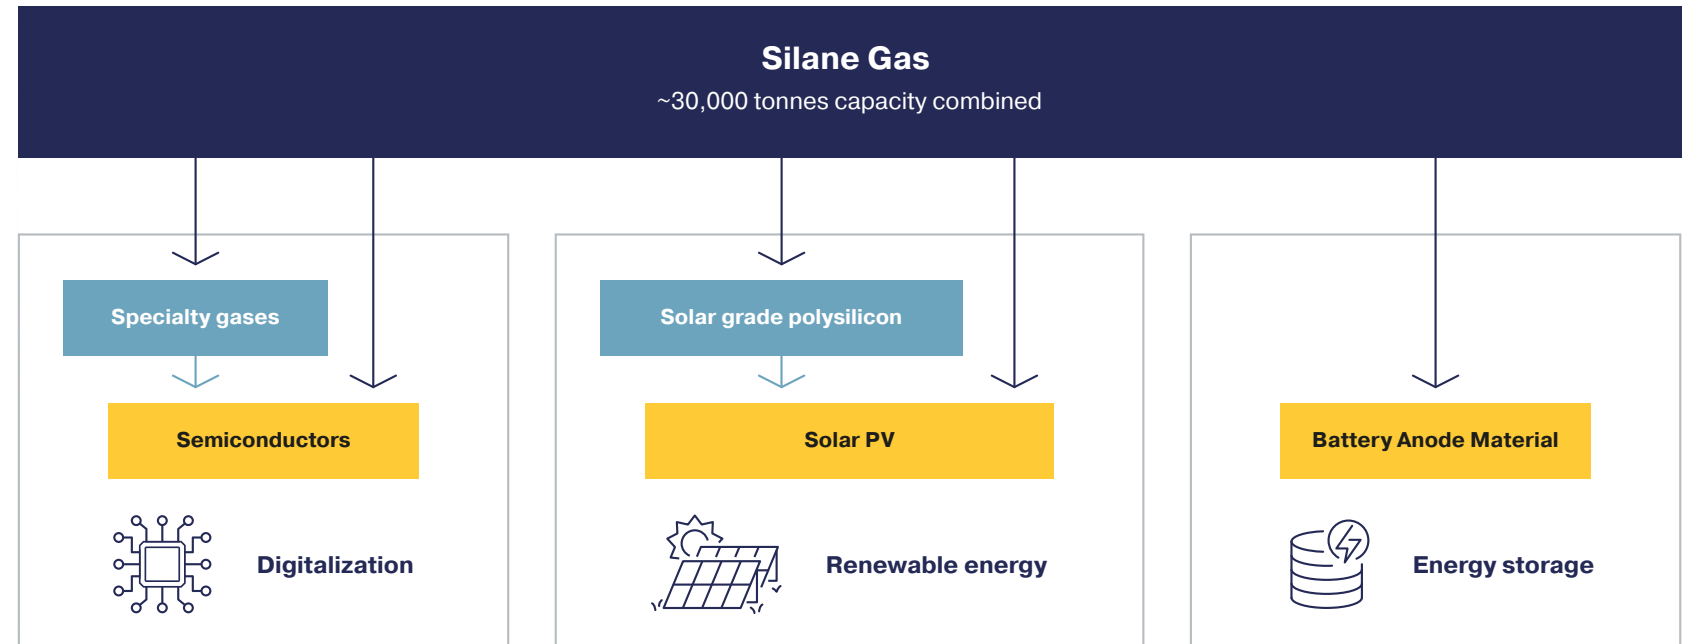 Silane Gas
~30,000 tonnes capacity combined
Specialty gases
Solar grade polysilicon
Semiconductors
Solar PV
Battery Anode Material
Digitalization
Renewable energy
Energy storage